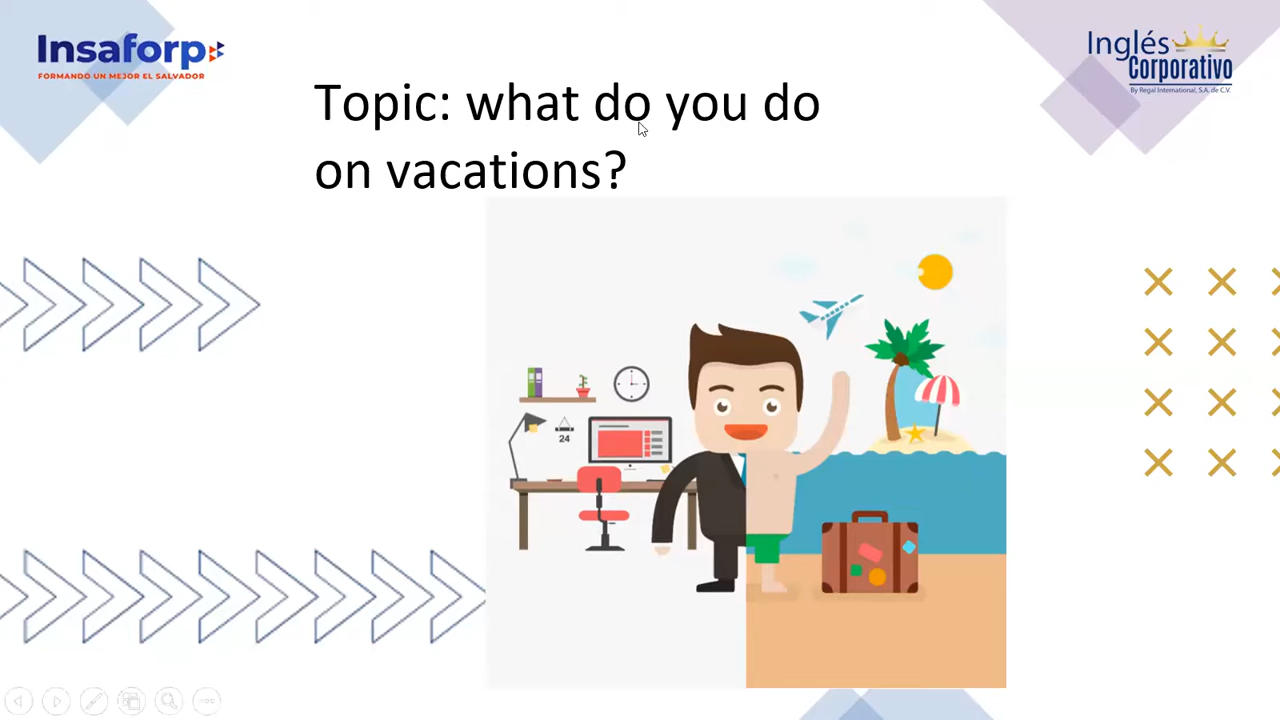 Insaforp
FORMANDO UN MEJOR EL SALVADOR
Inglés
Corporativo
By Regal International, S.A. de C.V.
Topic: what do you do
on vacations?
24